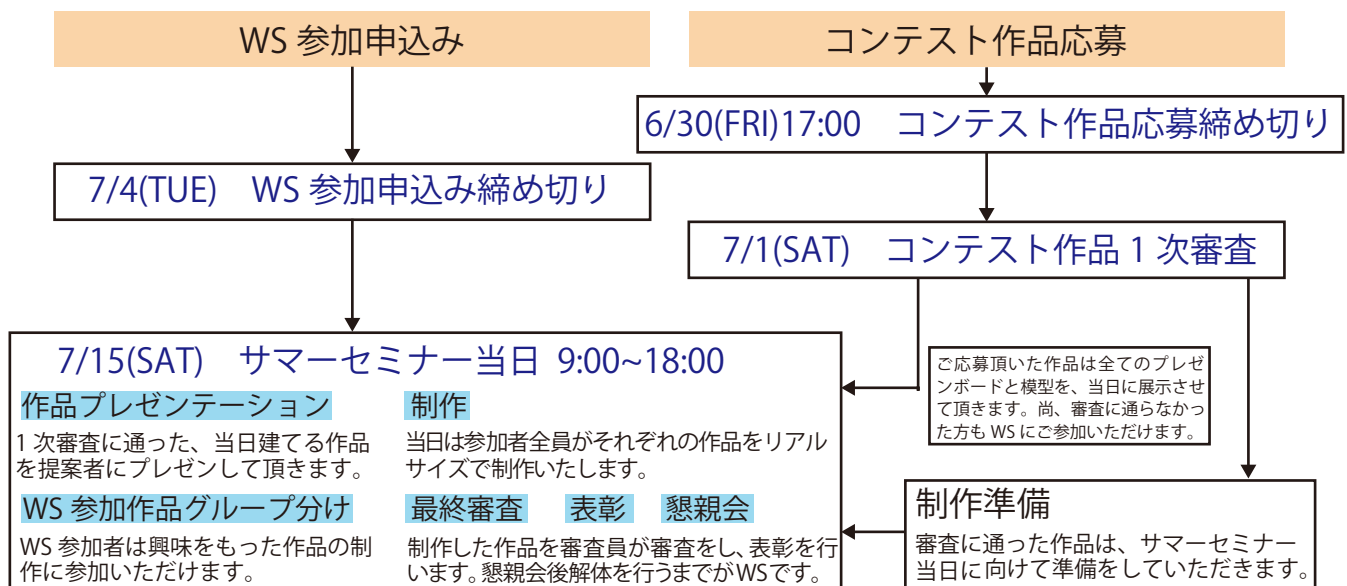 WS 参加申込み
7/4(TUE) WS 参加申込み締め切り
コンテスト作品応募
6/30(FRI)17:00 コンテスト作品応募締め切り
7/1(SAT) コンテスト作品 1 次審査
ご応募頂いた作品は全てのプレゼ
ンボードと模型を、当日に展示させ
て頂きます。尚、審査に通らなかっ
た方も WS にご参加いただけます。
制作準備
審査に通った作品は、サマーセミナー
当日に向けて準備をしていただきます。
7/15(SAT) サマーセミナー当日 9:00~18:00
作品プレゼンテーション
1 次審査に通った、当日建てる作品
を提案者にプレゼンして頂きます。
制作
当日は参加者全員がそれぞれの作品をリアル
サイズで制作いたします。
WS 参加作品グループ分け
WS 参加者は興味をもった作品の制
作に参加いただけます。
最終審査 表彰 懇親会
制作した作品を審査員が審査をし、表彰を行
います。懇親会後解体を行うまでがWSです。